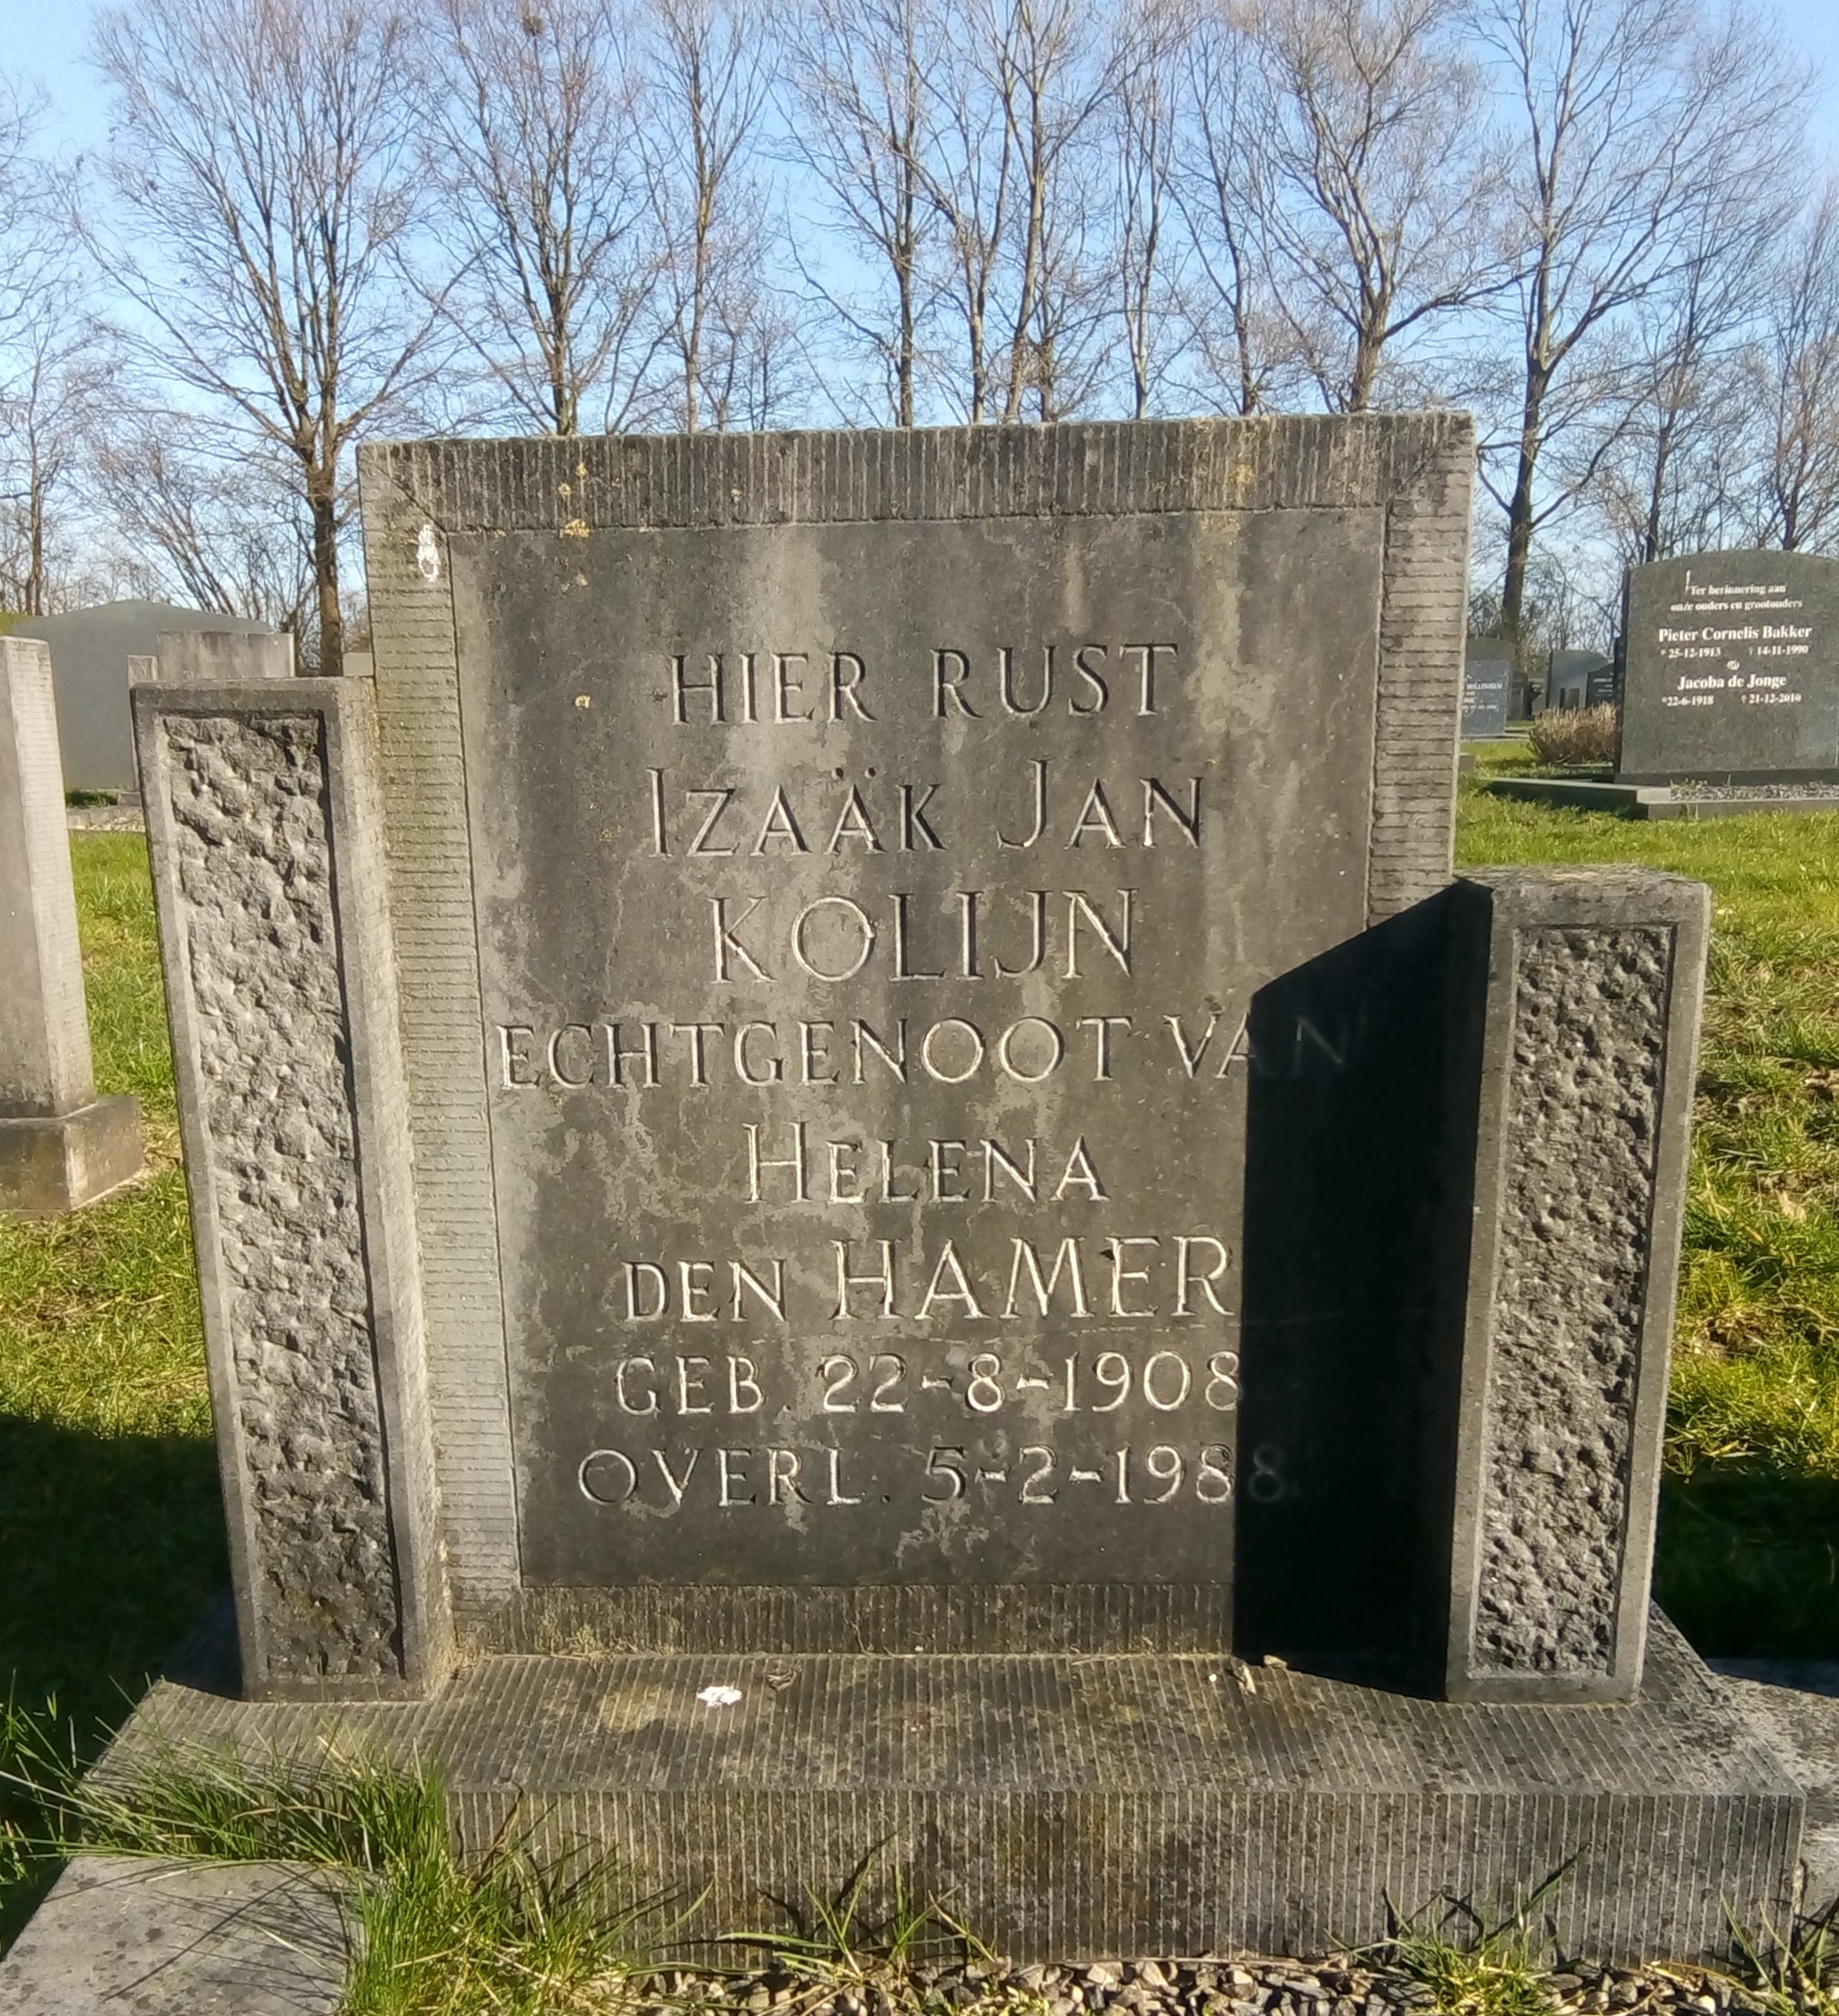 HIER RUST
IZAÄK JAN
KOLIJN
ECHTGENOOT VAN
HELENA
DEN HAMER
GEB. 22-8-1908
OVERL. 5-2-1988
Ter herinnering aan
onze ouders en grootouders
Pieter Cornelis Bakker
* 25-12-1913 † 14-11-1990
Jacoba de Jonge
*22-6-1918 † 21-12-2010